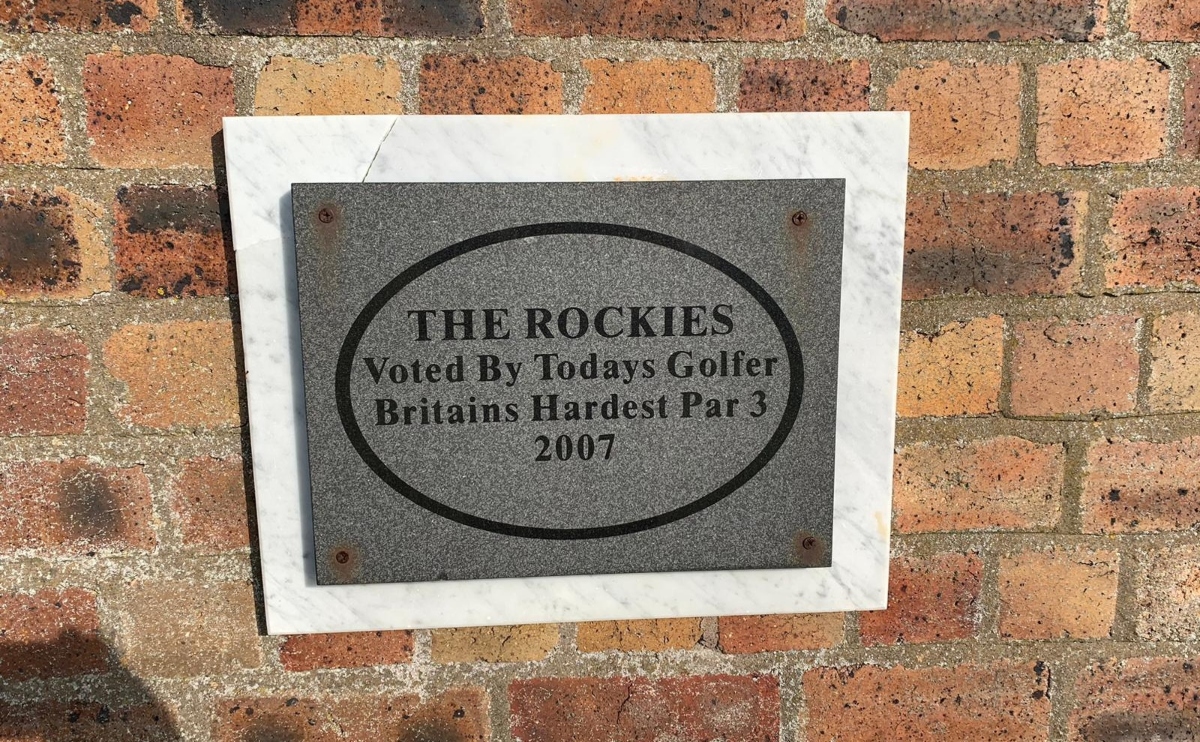 THE ROCKIES
Voted By Todays Golfer
Britains Hardest Par 3
2007